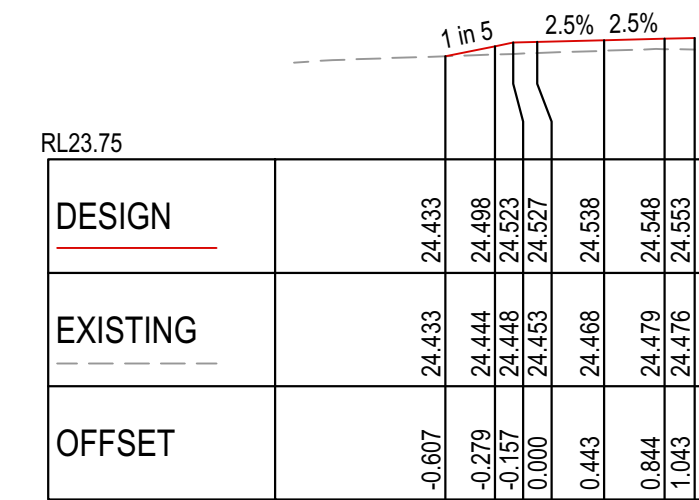 1 in 5 2.5% 2.5%
RL23.75
DESIGN 24.433 24.498 24.523 24.527 24.538 24.548 24.553
EXISTING 24.433 24.444 24.448 24.453 24.468 24.479 24.476
OFFSET -0.607 -0.279 -0.157 0.000 0.443 0.844 1.043